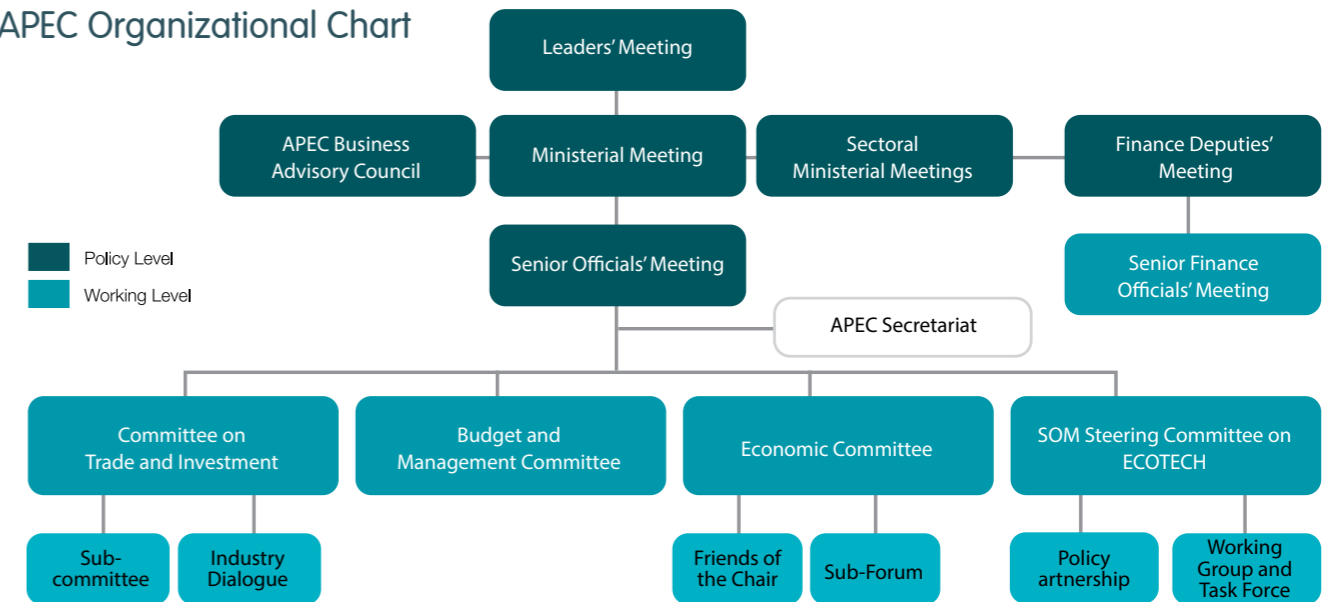 APEC Organizational Chart
Leaders' Meeting
APEC Business
Advisory Council
Ministerial Meeting
Sectoral
Ministerial Meetings
Finance Deputies'
Meeting
Policy Level
Working Level
Senior Officials' Meeting
Senior Finance
Officials' Meeting
APEC Secretariat
Committee on
Trade and Investment
Budget and
Management Committee
Economic Committee
SOM Steering Committee on
ECOTECH
Sub-
committee
Industry
Dialogue
Friends of
the Chair
Sub-Forum
Policy
artnership
Working
Group and
Task Force